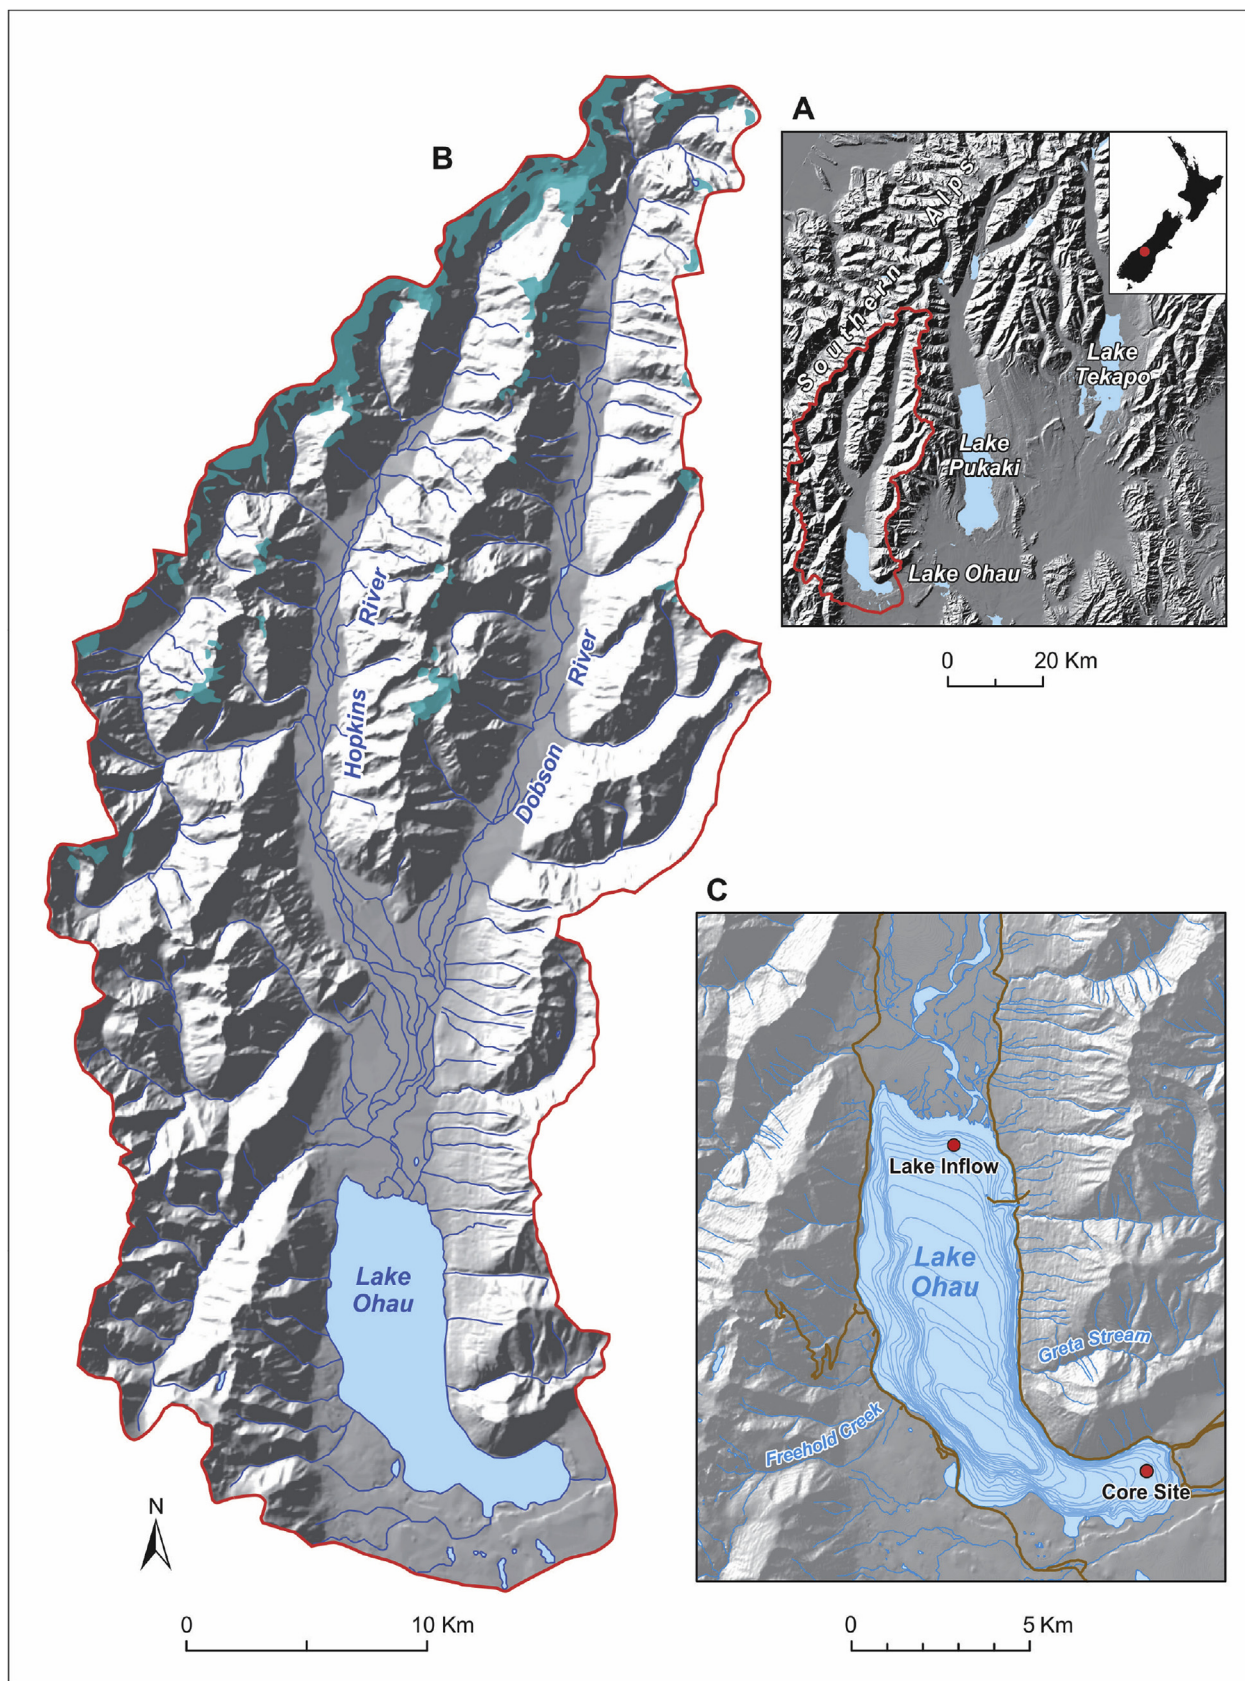 A
B
Southern Alps
Lake
Tekapo
Lake
Pukaki
Lake Ohau
0 20 Km
Hopkins River
Dobson River
Lake
Ohau
N
0 10 Km
C
Lake Inflow
Lake
Ohau
Greta Stream
Freehold Creek
Core Site
0 5 Km